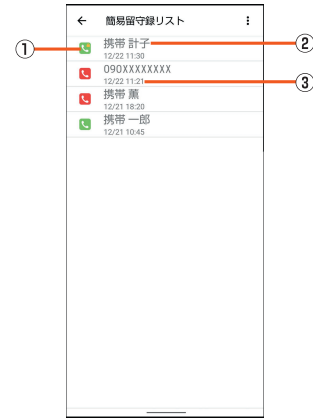 ← 簡易留守録リスト
① 携帯 計子 ②
12/22 11:30
090XXXXXXXX
12/22 11:21 ③
携帯 薫
12/21 18:20
携帯 一郎
12/21 10:45